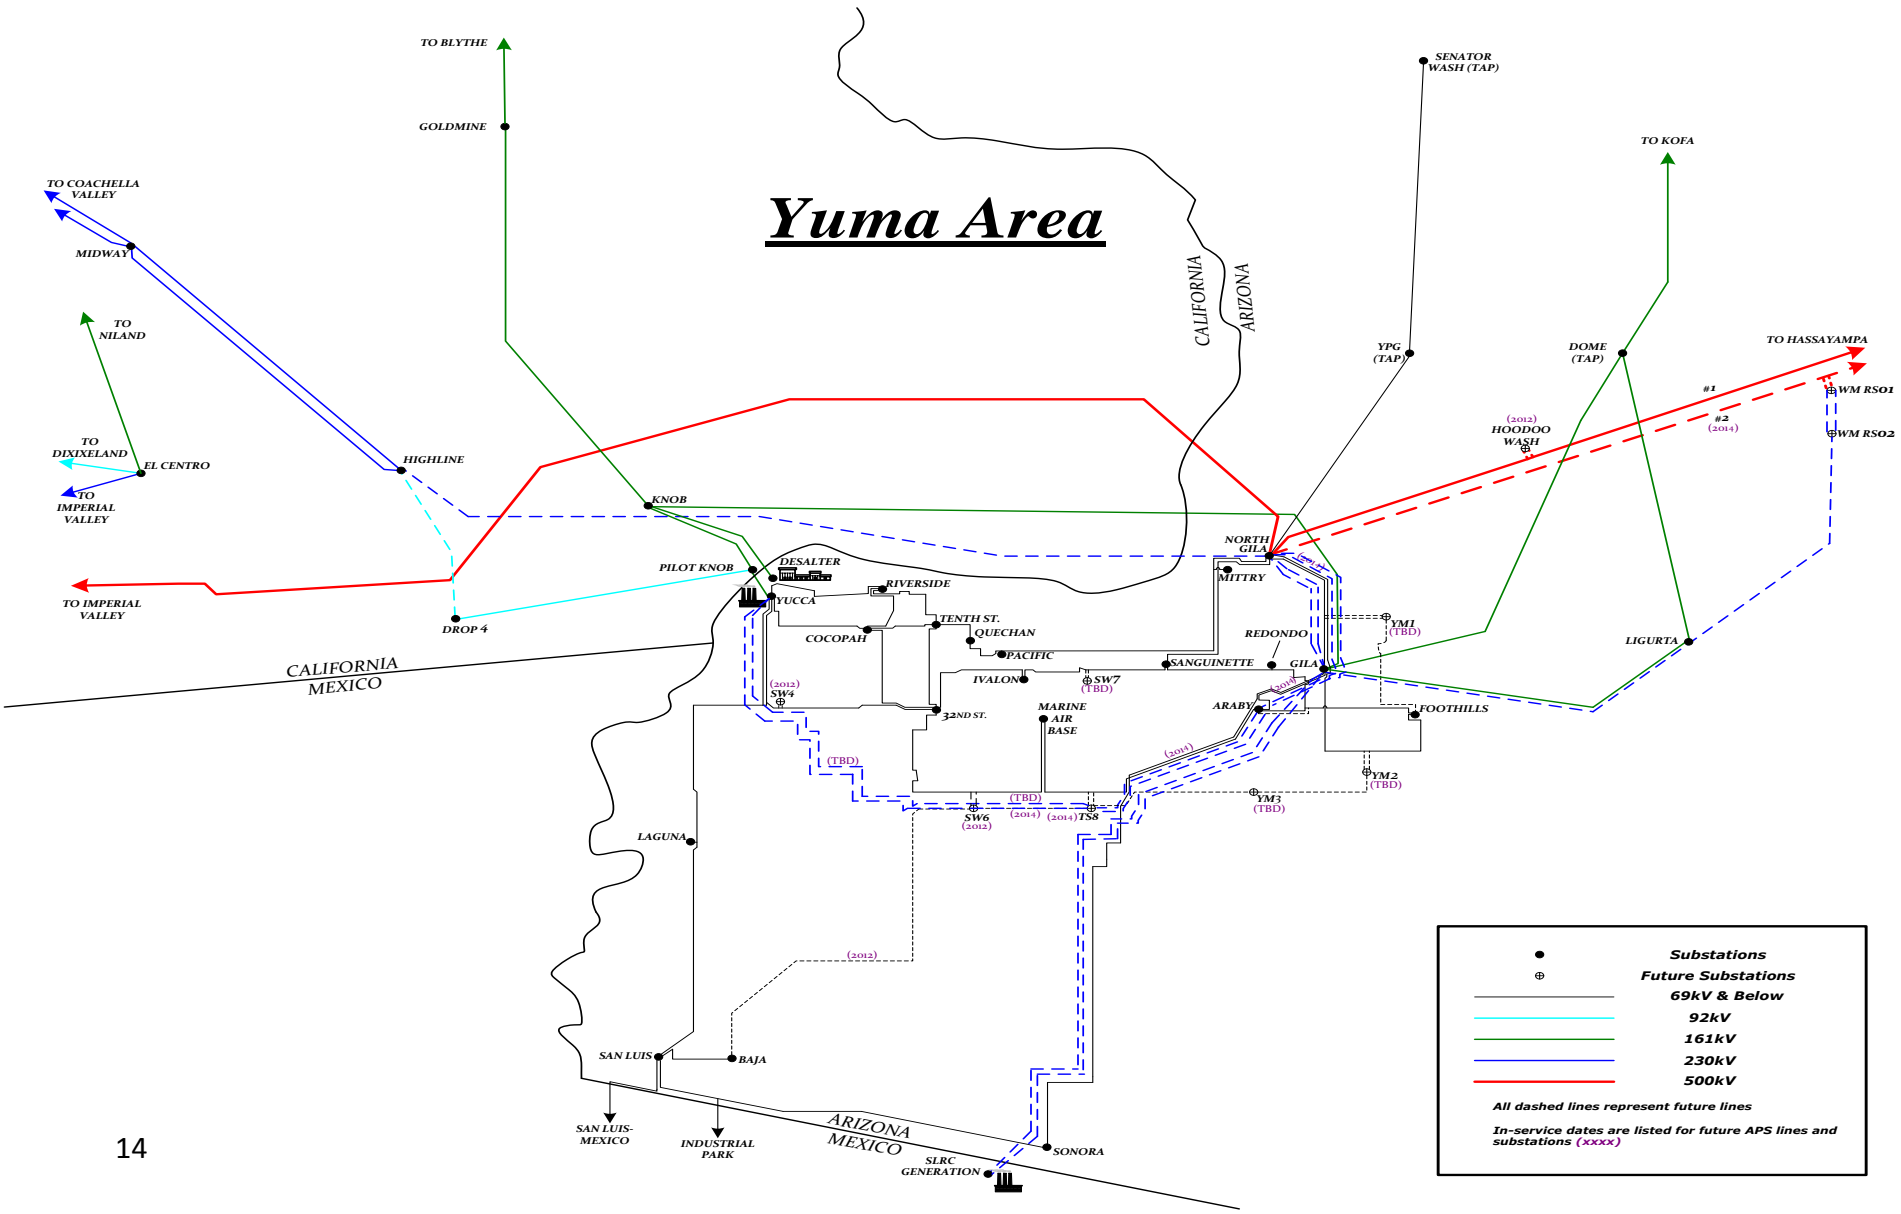 TO BLYTHE
GOLDMINE
SENATOR
WASH (TAP)
TO KOFA
TO COACHELLA
VALLEY
MIDWAY
Yuma Area
CALIFORNIA
ARIZONA
TO
NILAND
YPG
(TAP)
DOME
(TAP)
TO HASSAYAMPA
#1
#2
(2014)
WM RS01
WM RS02
(2012)
HOODOO
WASH
TO
DIXIXELAND
EL CENTRO
TO
IMPERIAL
VALLEY
HIGHLINE
KNOB
NORTH
GILA
(2014)
PILOT KNOB
DESALTER
YUCCA
RIVERSIDE
MITTRY
TO IMPERIAL
VALLEY
DROP 4
COCOPAH
TENTH ST.
QUECHAN
PACIFIC
REDONDO
YM1
(TBD)
LIGURTA
CALIFORNIA
MEXICO
SANGUINETTE
GILA
IVALON
SW7
(TBD)
(2012)
SW4
(2014)
32ND ST.
MARINE
AIR
BASE
ARABY
FOOTHILLS
(2014)
(TBD)
YM2
(TBD)
(TBD)
YM3
(TBD)
SW6
(2012)
(2014)
(2014)
TS8
LAGUNA
(2012)
SAN LUIS
BAJA
SAN LUIS-
MEXICO
INDUSTRIAL
PARK
ARIZONA
MEXICO
SLRC
GENERATION
SONORA
Substations
Future Substations
69kV & Below
92kV
161kV
230kV
500kV
All dashed lines represent future lines
In-service dates are listed for future APS lines and
substations (xxxx)
14